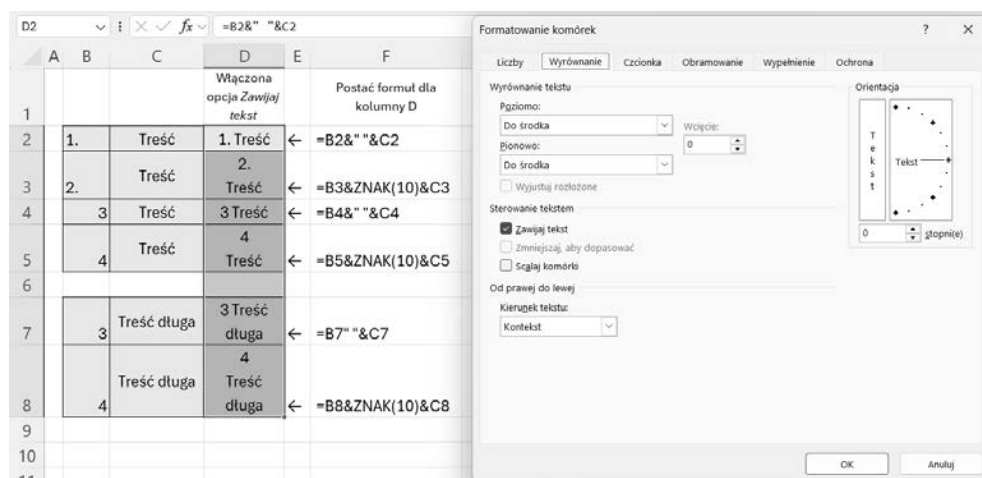 D2 fx =B2&" "&C2
A B C D E F
1 Włączona opcja Zawijaj tekst Postać formuł dla kolumny D
2 1. Treść 1. Treść ← =B2&" "&C2
3 2. Treść 2. Treść ← =B3&ZNAK(10)&C3
4 3 Treść 3 Treść ← =B4&" "&C4
5 4 Treść 4 Treść ← =B5&ZNAK(10)&C5
6
7 3 Treść długa 3 Treść długa ← =B7" "&C7
8 4 Treść długa 4 Treść długa ← =B8&ZNAK(10)&C8
9
10
Formatowanie komórek ? ×
Liczby Wyrównanie Czcionka Obramowanie Wypełnienie Ochrona
Wyrównanie tekstu
Poziomo:
Do środka
Wcięcie:
0
Pionowo:
Do środka
Wyjustuj rozłożone
Sterowanie tekstem
Zawijaj tekst
Zmniejszaj, aby dopasować
Scalaj komórki
Od prawej do lewej
Kierunek tekstu:
Kontekst
Orientacja
Tekst
Tekst
0 stopni(e)
OK Anuluj